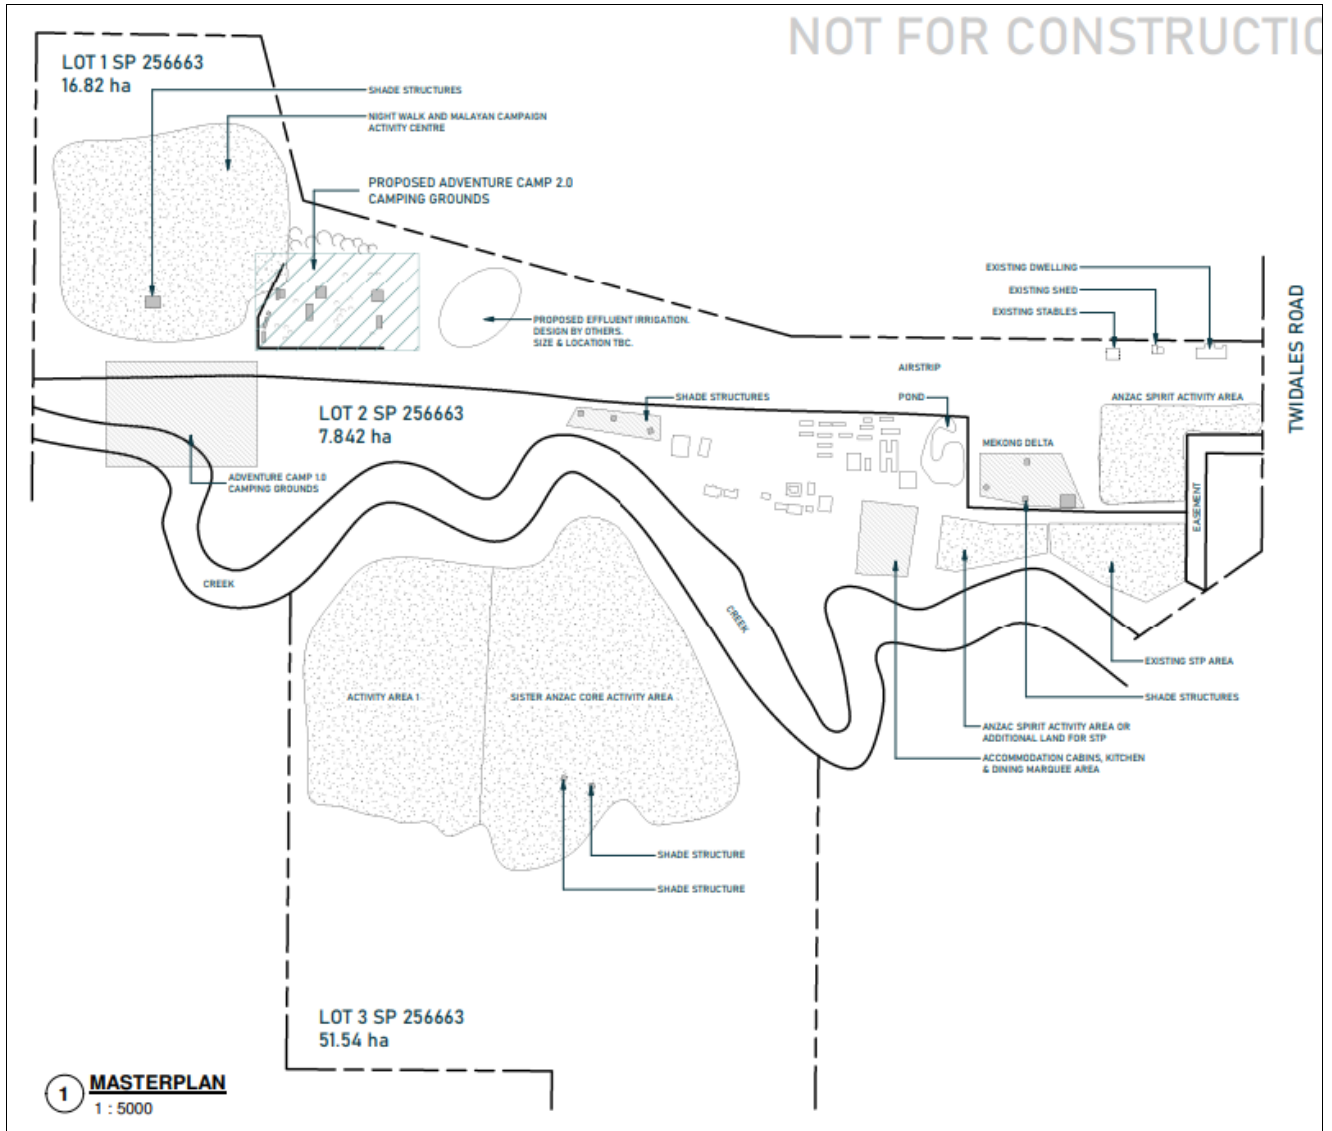 NOT FOR CONSTRUCTIO
LOT 1 SP 256663
16.82 ha
SHADE STRUCTURES
NIGHT WALK AND MALAYAN CAMPAIGN
ACTIVITY CENTRE
PROPOSED ADVENTURE CAMP 2.0
CAMPING GROUNDS
PROPOSED EFFLUENT IRRIGATION.
DESIGN BY OTHERS.
SIZE & LOCATION TBC.
EXISTING DWELLING
EXISTING SHED
EXISTING STABLES
TWIDALES ROAD
AIRSTRIP
SHADE STRUCTURES
POND
ANZAC SPIRIT ACTIVITY AREA
LOT 2 SP 256663
7.842 ha
MEKONG DELTA
ADVENTURE CAMP 1.0
CAMPING GROUNDS
EASEMENT
CREEK
CREEK
EXISTING STP AREA
ACTIVITY AREA 1
SISTER ANZAC CORE ACTIVITY AREA
SHADE STRUCTURES
ANZAC SPIRIT ACTIVITY AREA OR
ADDITIONAL LAND FOR STP
ACCOMMODATION CABINS, KITCHEN
& DINING MARQUEE AREA
SHADE STRUCTURE
SHADE STRUCTURE
LOT 3 SP 256663
51.54 ha
1
MASTERPLAN
1 : 5000